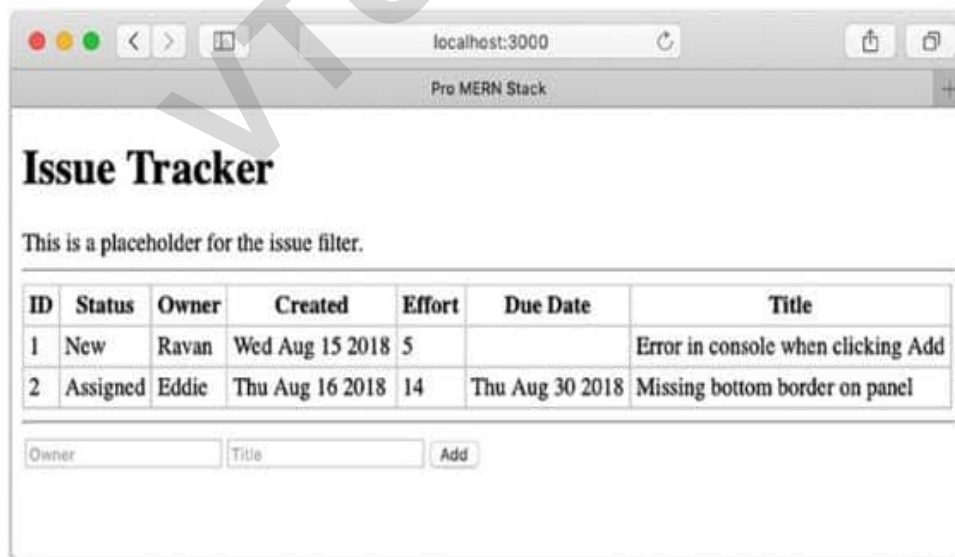 VTU
localhost:3000
Pro MERN Stack
Issue Tracker
This is a placeholder for the issue filter.
ID Status Owner Created Effort Due Date Title
1 New Ravan Wed Aug 15 2018 5 Error in console when clicking Add
2 Assigned Eddie Thu Aug 16 2018 14 Thu Aug 30 2018 Missing bottom border on panel
Owner Title Add